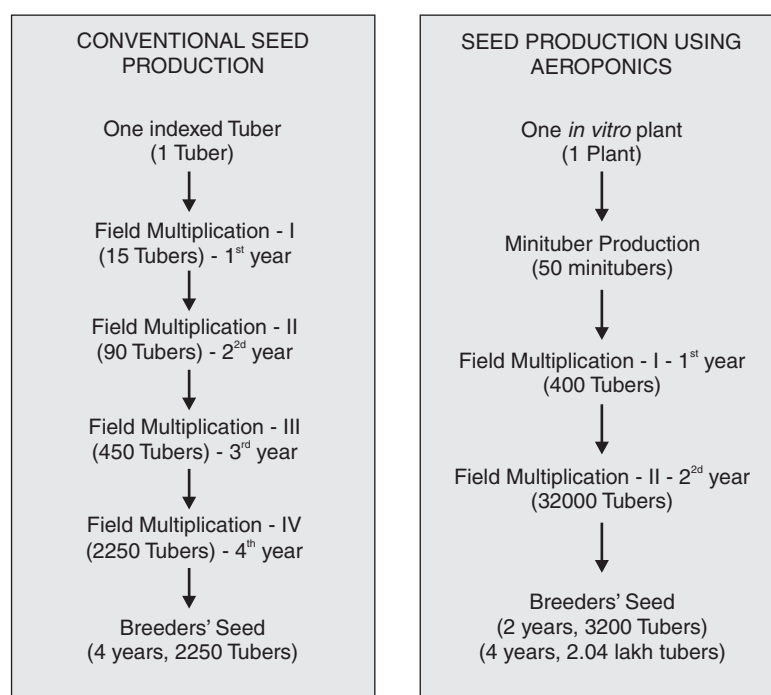 CONVENTIONAL SEED
PRODUCTION
One indexed Tuber
(1 Tuber)
Field Multiplication - I
(15 Tubers) - 1st year
Field Multiplication - II
(90 Tubers) - 22d year
Field Multiplication - III
(450 Tubers) - 3rd year
Field Multiplication - IV
(2250 Tubers) - 4th year
Breeders' Seed
(4 years, 2250 Tubers)
SEED PRODUCTION USING
AEROPONICS
One in vitro plant
(1 Plant)
Minituber Production
(50 minitubers)
Field Multiplication - I - 1st year
(400 Tubers)
Field Multiplication - II - 22d year
(32000 Tubers)
Breeders' Seed
(2 years, 3200 Tubers)
(4 years, 2.04 lakh tubers)